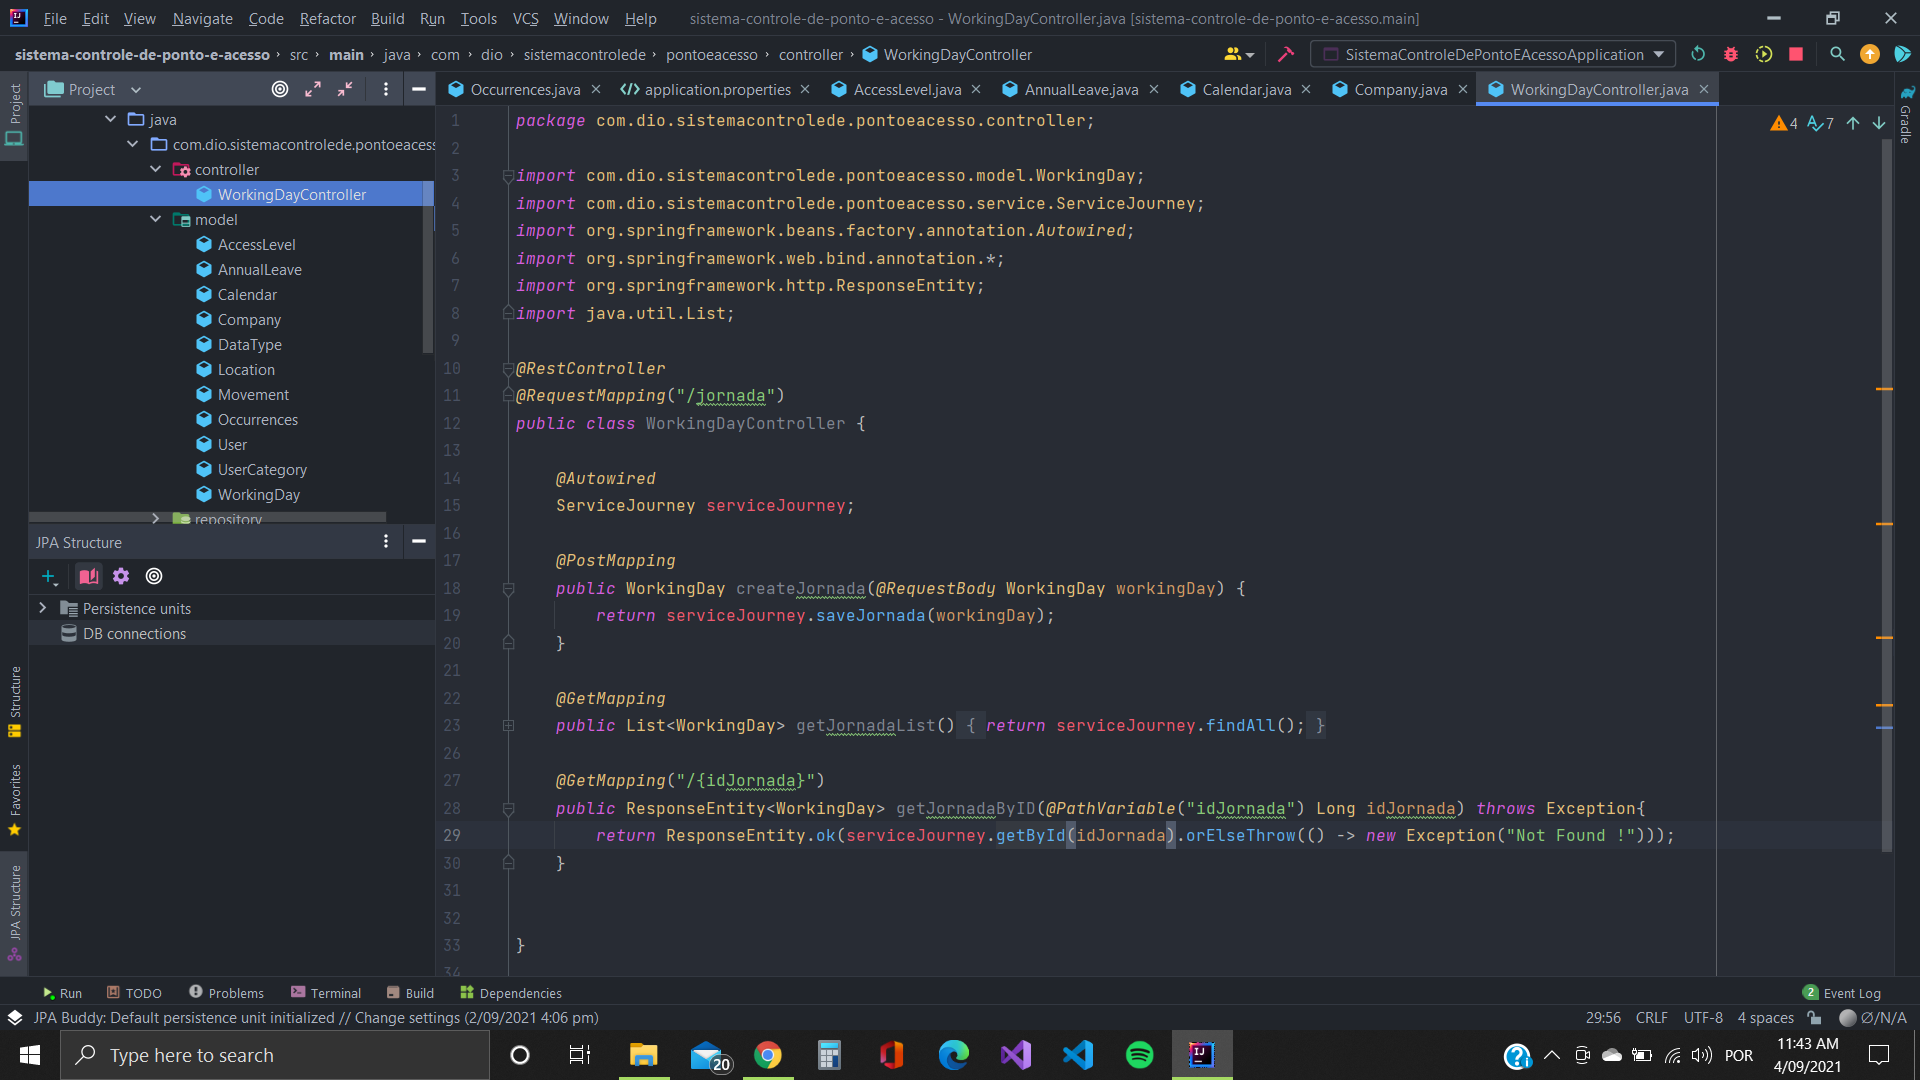 File Edit View Navigate Code Refactor Build Run Tools VCS Window Help sistema-controle-de-ponto-e-acesso - WorkingDayController.java [sistema-controle-de-ponto-e-acesso.main]
sistema-controle-de-ponto-e-acesso › src › main › java › com › dio › sistemacontrolede › pontoeacesso › controller › WorkingDayController SistemaControleDePontoEAcessoApplication
Project
Occurrences.java application.properties AccessLevel.java AnnualLeave.java Calendar.java Company.java WorkingDayController.java
Project
Gradle
java
com.dio.sistemacontrolede.pontoeacess
controller
WorkingDayController
model
AccessLevel
AnnualLeave
Calendar
Company
DataType
Location
Movement
Occurrences
User
UserCategory
WorkingDay
repository
JPA Structure
Persistence units
DB connections
Structure
Favorites
JPA Structure
4 7
1 package com.dio.sistemacontrolede.pontoeacesso.controller;
2
3 import com.dio.sistemacontrolede.pontoeacesso.model.WorkingDay;
4 import com.dio.sistemacontrolede.pontoeacesso.service.ServiceJourney;
5 import org.springframework.beans.factory.annotation.Autowired;
6 import org.springframework.web.bind.annotation.*;
7 import org.springframework.http.ResponseEntity;
8 import java.util.List;
9
10 @RestController
11 @RequestMapping("/jornada")
12 public class WorkingDayController {
13
14 @Autowired
15 ServiceJourney serviceJourney;
16
17 @PostMapping
18 public WorkingDay createJornada(@RequestBody WorkingDay workingDay) {
19 return serviceJourney.saveJornada(workingDay);
20 }
21
22 @GetMapping
23 public List<WorkingDay> getJornadaList() { return serviceJourney.findAll(); }
26
27 @GetMapping("/{idJornada}")
28 public ResponseEntity<WorkingDay> getJornadaByID(@PathVariable("idJornada") Long idJornada) throws Exception{
29 return ResponseEntity.ok(serviceJourney.getById(idJornada).orElseThrow(() -> new Exception("Not Found !")));
30 }
31
32
33 }
34
Run TODO Problems Terminal Build Dependencies 2 Event Log
JPA Buddy: Default persistence unit initialized // Change settings (2/09/2021 4:06 pm) 29:56 CRLF UTF-8 4 spaces Ø/N/A
Type here to search 20 POR 11:43 AM
4/09/2021